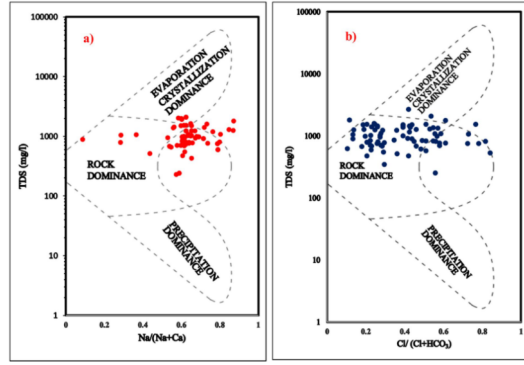 a)
100000
10000
1000
100
10
1
TDS (mg/l)
EVAPORATION
CRYSTALLIZATION
DOMINANCE
ROCK
DOMINANCE
PRECIPITATION
DOMINANCE
0
0.2
0.4
0.6
0.8
1
Na/(Na+Ca)
b)
100000
10000
1000
100
10
1
TDS (mg/l)
EVAPORATION
CRYSTALLIZATION
DOMINANCE
ROCK
DOMINANCE
PRECIPITATION
DOMINANCE
0
0.2
0.4
0.6
0.8
1
Cl/ (Cl+HCO₃)